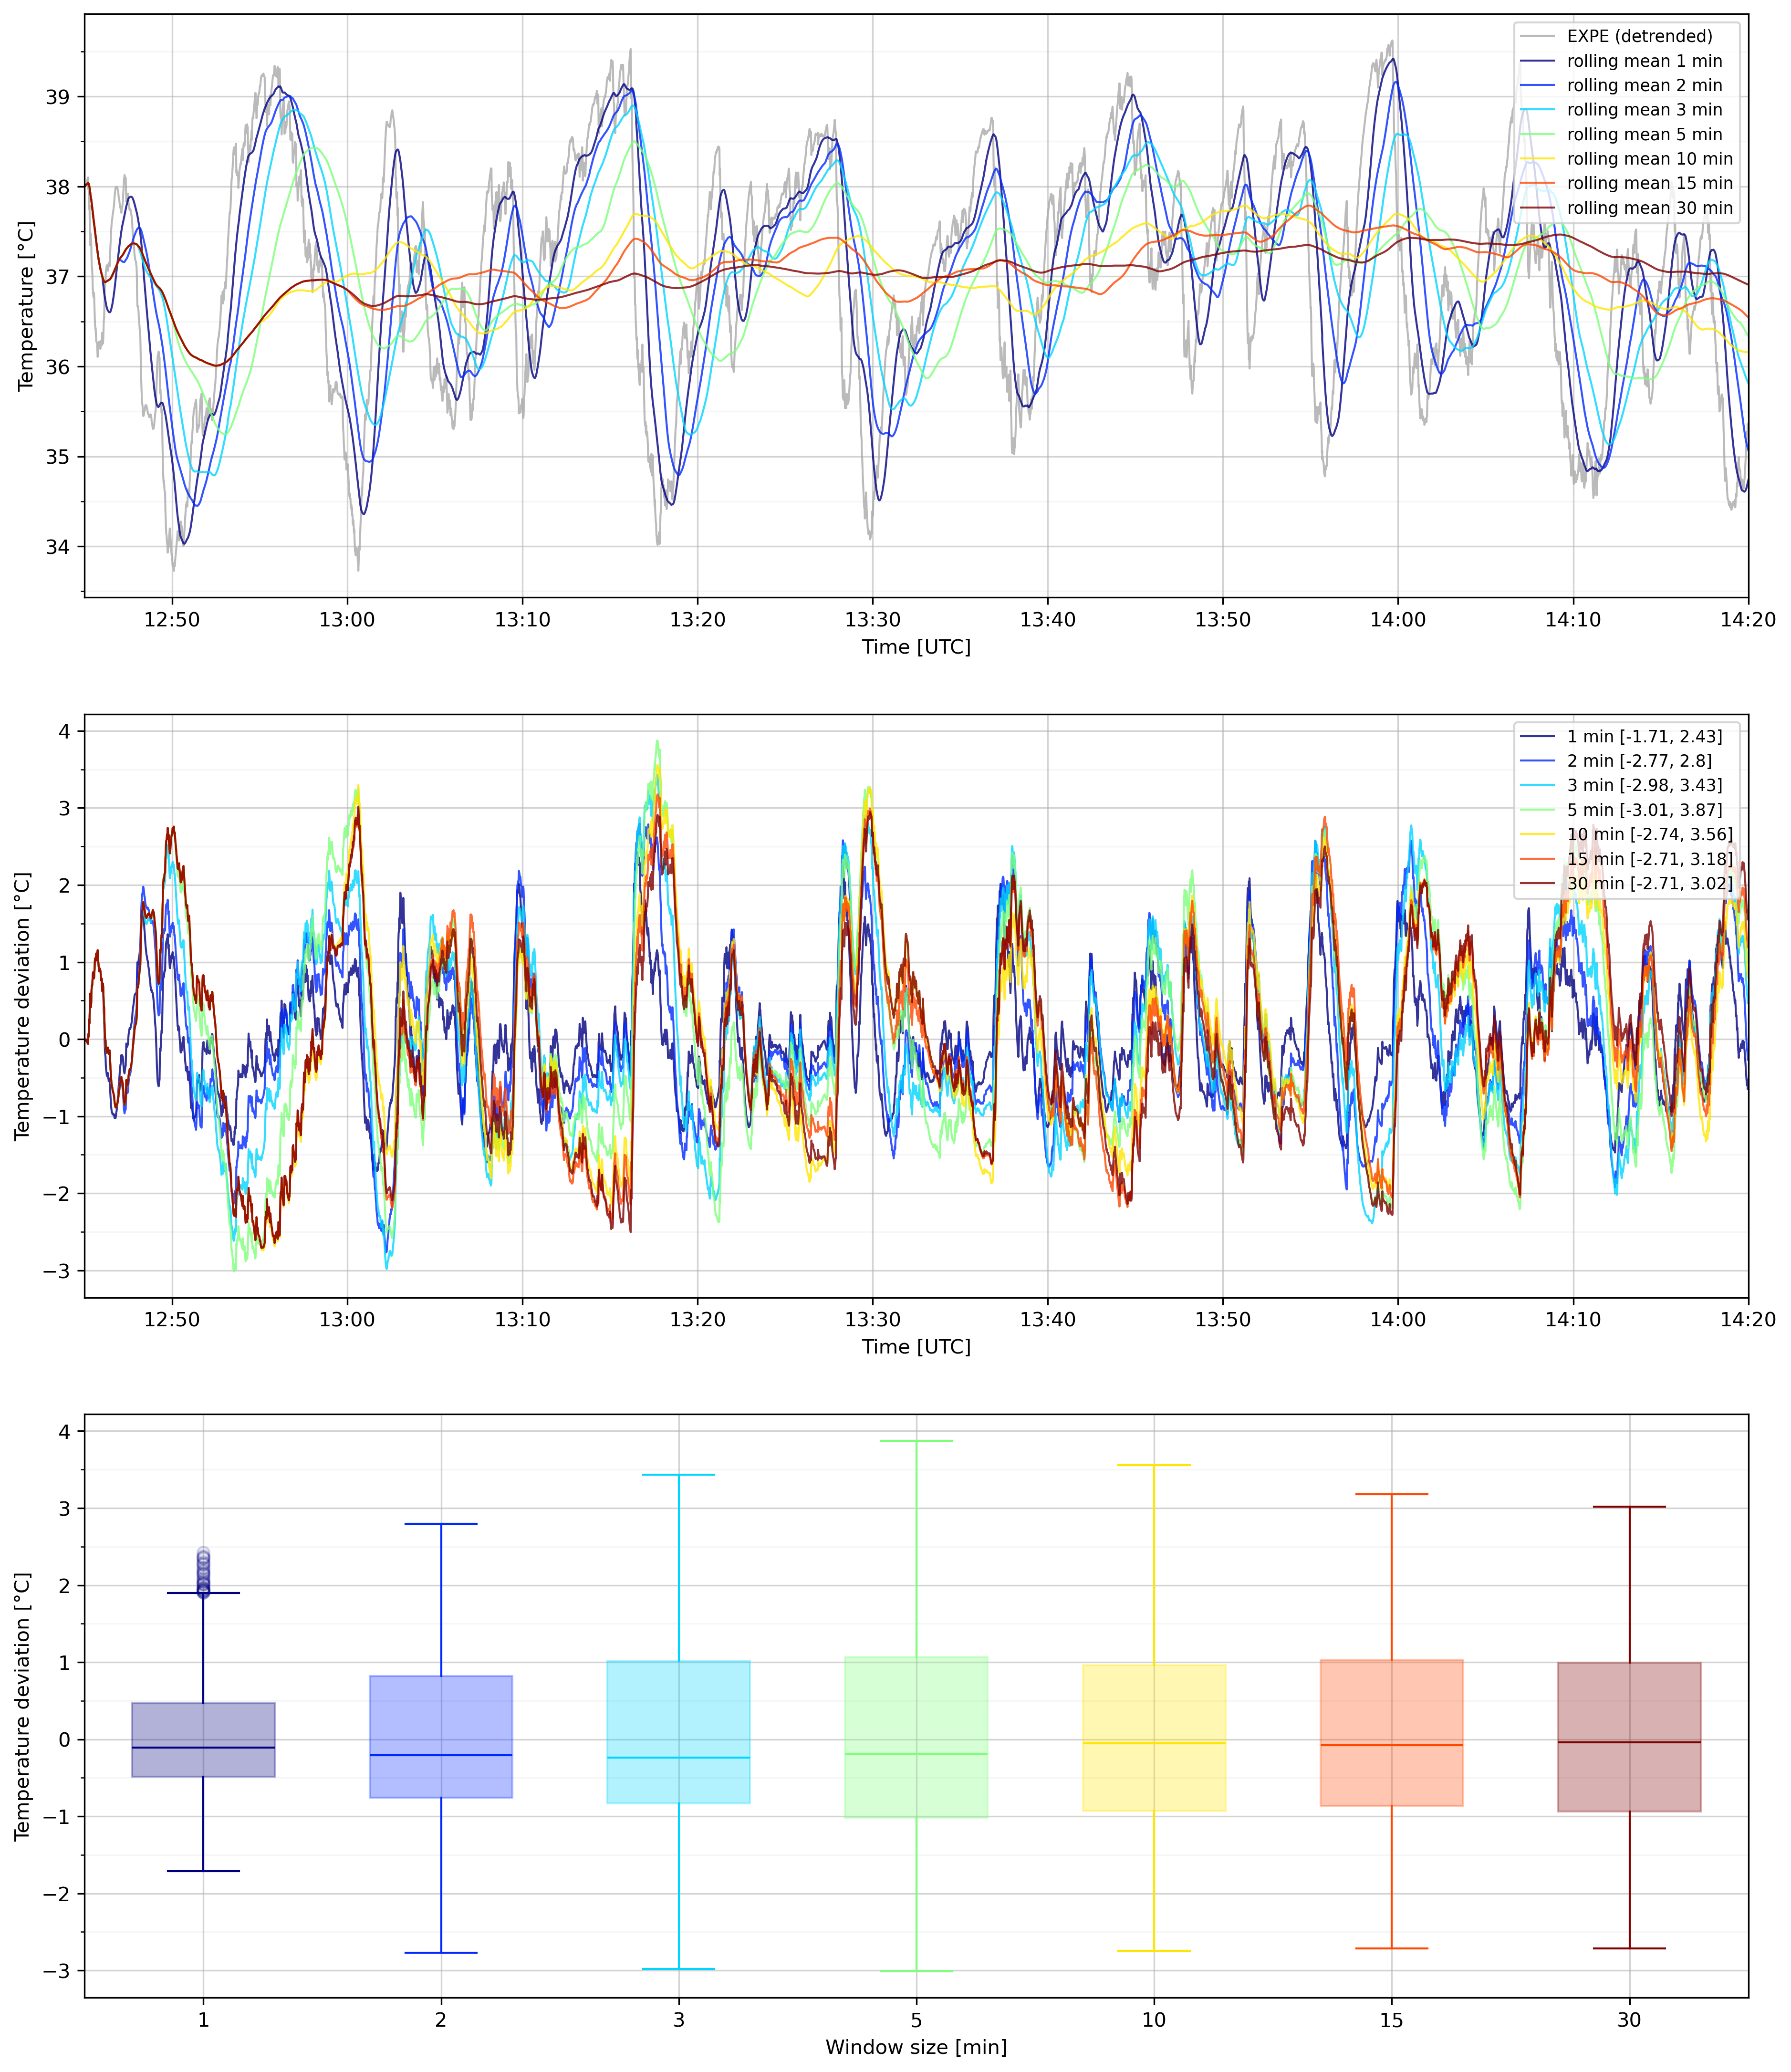 39
38
37
36
35
34
Temperature [°C]
EXPE (detrended)
rolling mean 1 min
rolling mean 2 min
rolling mean 3 min
rolling mean 5 min
rolling mean 10 min
rolling mean 15 min
rolling mean 30 min
12:50 13:00 13:10 13:20 13:30 13:40 13:50 14:00 14:10 14:20
Time [UTC]
4
3
2
1
0
−1
−2
−3
Temperature deviation [°C]
1 min [-1.71, 2.43]
2 min [-2.77, 2.8]
3 min [-2.98, 3.43]
5 min [-3.01, 3.87]
10 min [-2.74, 3.56]
15 min [-2.71, 3.18]
30 min [-2.71, 3.02]
12:50 13:00 13:10 13:20 13:30 13:40 13:50 14:00 14:10 14:20
Time [UTC]
4
3
2
1
0
−1
−2
−3
Temperature deviation [°C]
1 2 3 5 10 15 30
Window size [min]